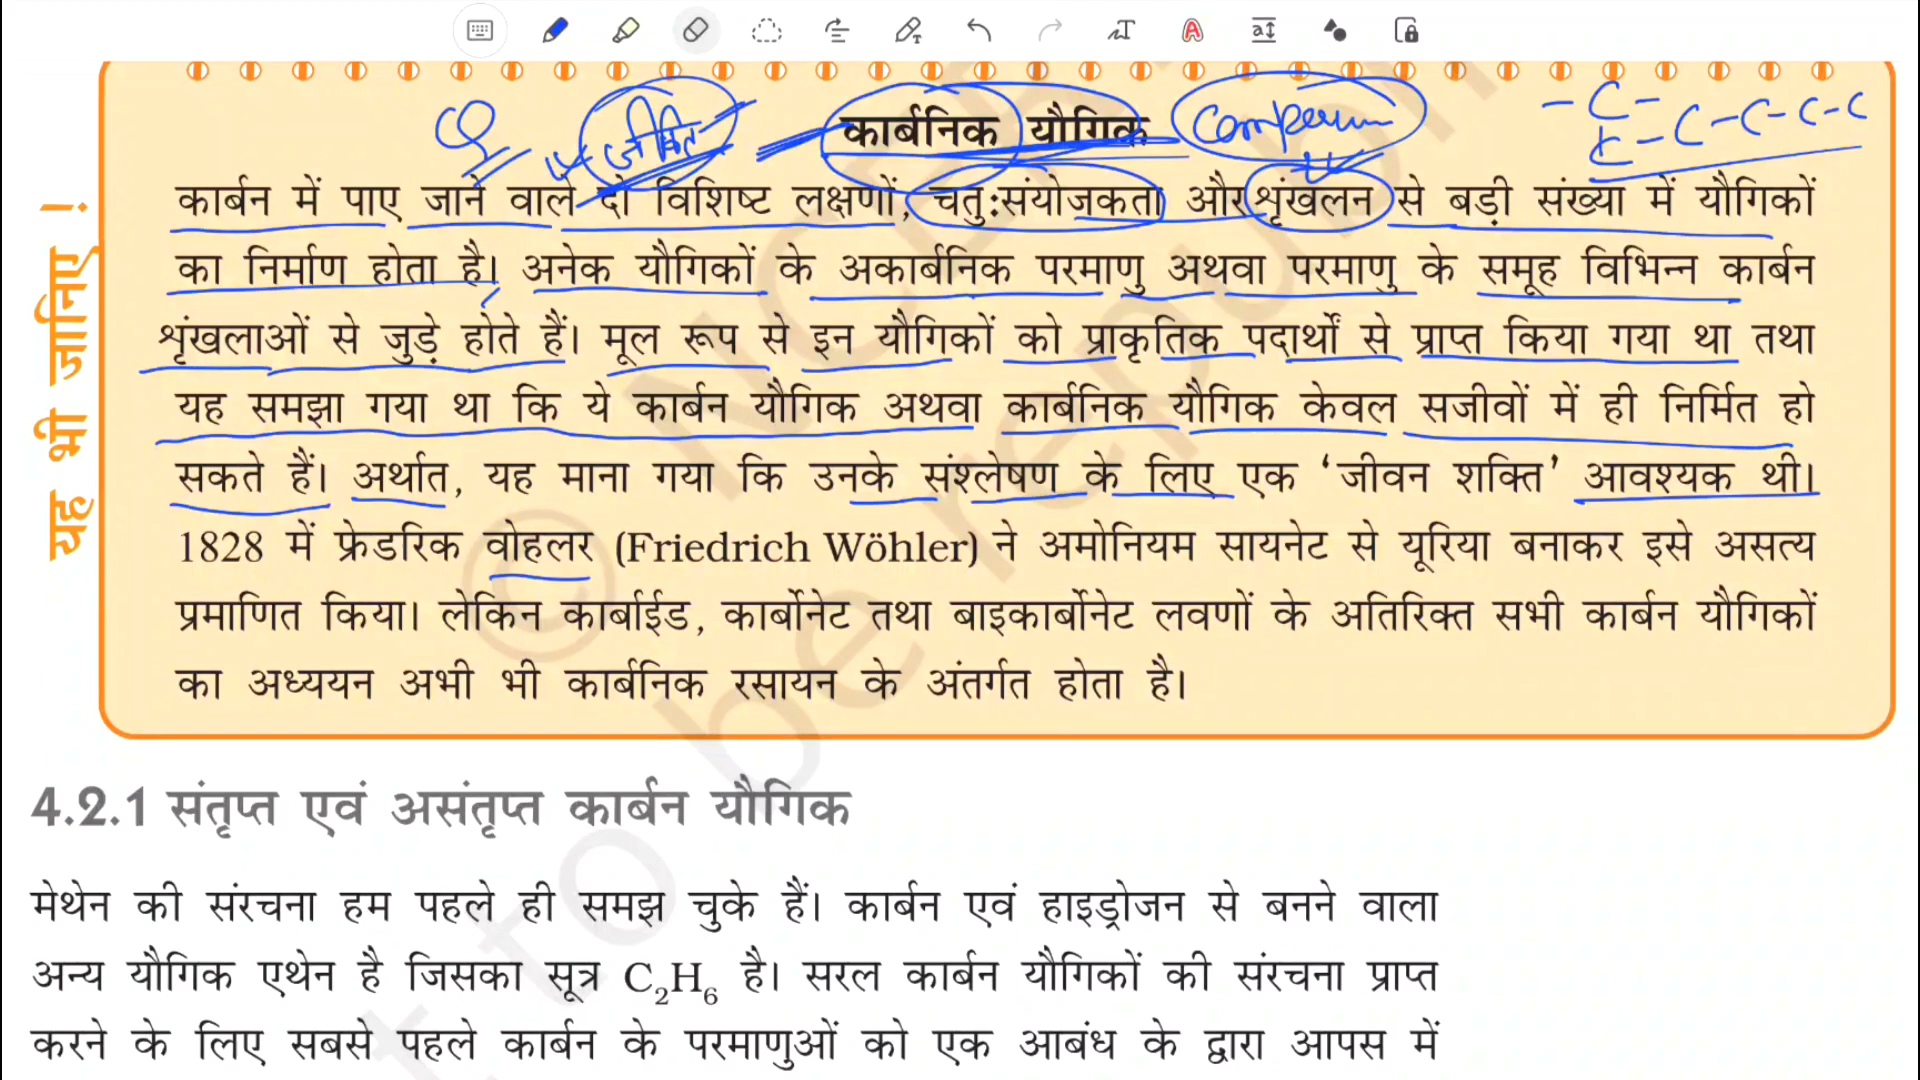 कार्बनिक यौगिक
यह भी जानिए !
कार्बन में पाए जाने वाले दो विशिष्ट लक्षणों, चतुःसंयोजकता और शृंखलन से बड़ी संख्या में यौगिकों
का निर्माण होता है। अनेक यौगिकों के अकार्बनिक परमाणु अथवा परमाणु के समूह विभिन्न कार्बन
शृंखलाओं से जुड़े होते हैं। मूल रूप से इन यौगिकों को प्राकृतिक पदार्थों से प्राप्त किया गया था तथा
यह समझा गया था कि ये कार्बन यौगिक अथवा कार्बनिक यौगिक केवल सजीवों में ही निर्मित हो
सकते हैं। अर्थात, यह माना गया कि उनके संश्लेषण के लिए एक ‘जीवन शक्ति’ आवश्यक थी।
1828 में फ्रेडरिक वोहलर (Friedrich Wöhler) ने अमोनियम सायनेट से यूरिया बनाकर इसे असत्य
प्रमाणित किया। लेकिन कार्बाईड, कार्बोनेट तथा बाइकार्बोनेट लवणों के अतिरिक्त सभी कार्बन यौगिकों
का अध्ययन अभी भी कार्बनिक रसायन के अंतर्गत होता है।
4.2.1 संतृप्त एवं असंतृप्त कार्बन यौगिक
मेथेन की संरचना हम पहले ही समझ चुके हैं। कार्बन एवं हाइड्रोजन से बनने वाला
अन्य यौगिक एथेन है जिसका सूत्र C₂H₆ है। सरल कार्बन यौगिकों की संरचना प्राप्त
करने के लिए सबसे पहले कार्बन के परमाणुओं को एक आबंध के द्वारा आपस में